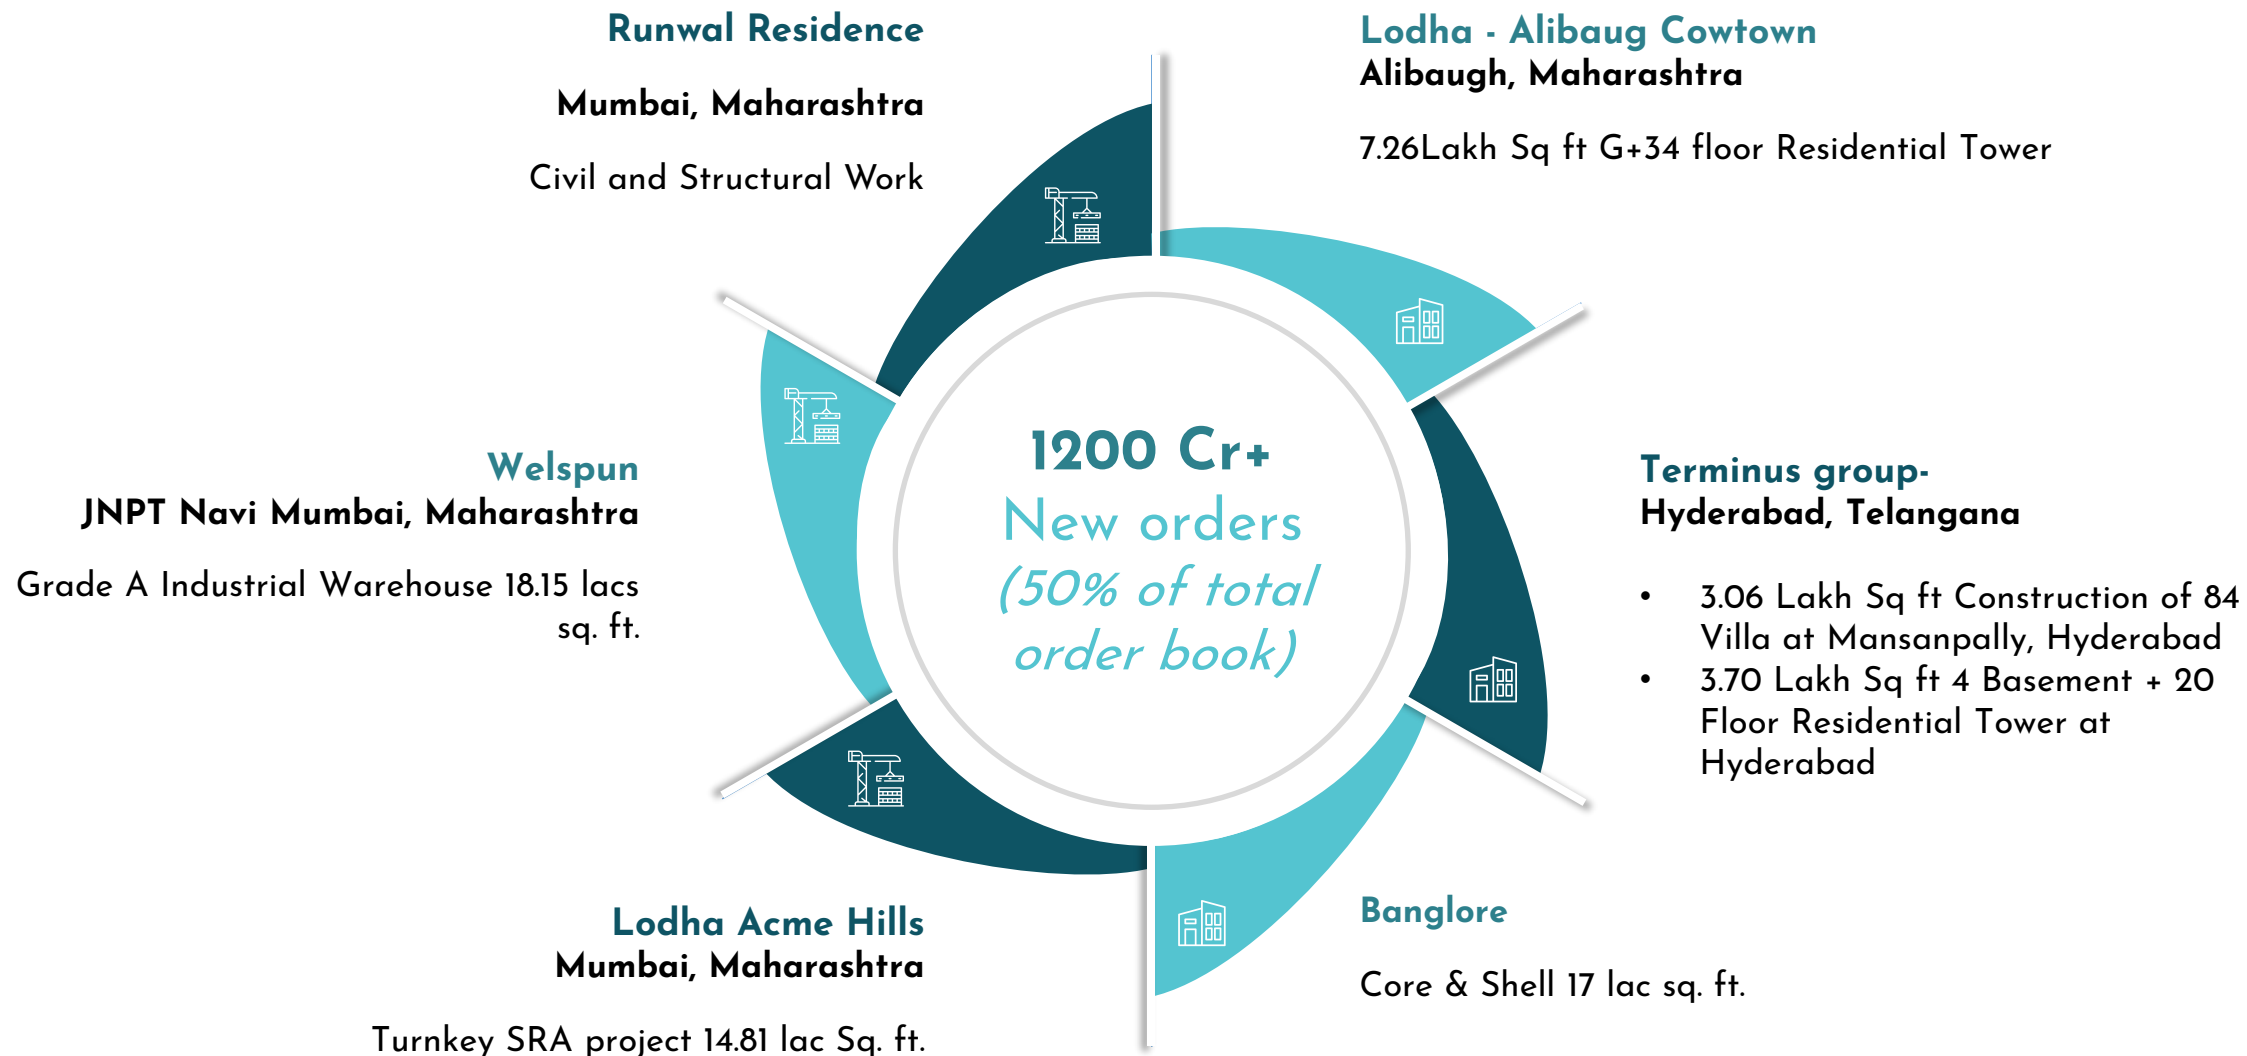 Runwal Residence
Mumbai, Maharashtra
Civil and Structural Work
Lodha - Alibaug Cowtown
Alibaugh, Maharashtra
7.26Lakh Sq ft G+34 floor Residential Tower
Welspun
JNPT Navi Mumbai, Maharashtra
Grade A Industrial Warehouse 18.15 lacs
sq. ft.
1200 Cr+
New orders
(50% of total
order book)
Terminus group-
Hyderabad, Telangana
• 3.06 Lakh Sq ft Construction of 84
Villa at Mansanpally, Hyderabad
• 3.70 Lakh Sq ft 4 Basement + 20
Floor Residential Tower at
Hyderabad
Lodha Acme Hills
Mumbai, Maharashtra
Turnkey SRA project 14.81 lac Sq. ft.
Banglore
Core & Shell 17 lac sq. ft.